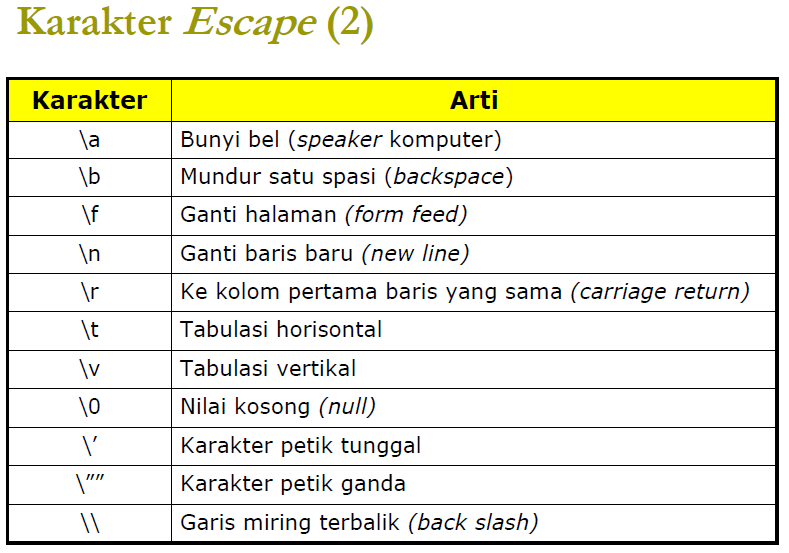 Karakter Escape (2)
Karakter Arti
\a Bunyi bel (speaker komputer)
\b Mundur satu spasi (backspace)
\f Ganti halaman (form feed)
\n Ganti baris baru (new line)
\r Ke kolom pertama baris yang sama (carriage return)
\t Tabulasi horisontal
\v Tabulasi vertikal
\0 Nilai kosong (null)
\’ Karakter petik tunggal
\”” Karakter petik ganda
\\ Garis miring terbalik (back slash)